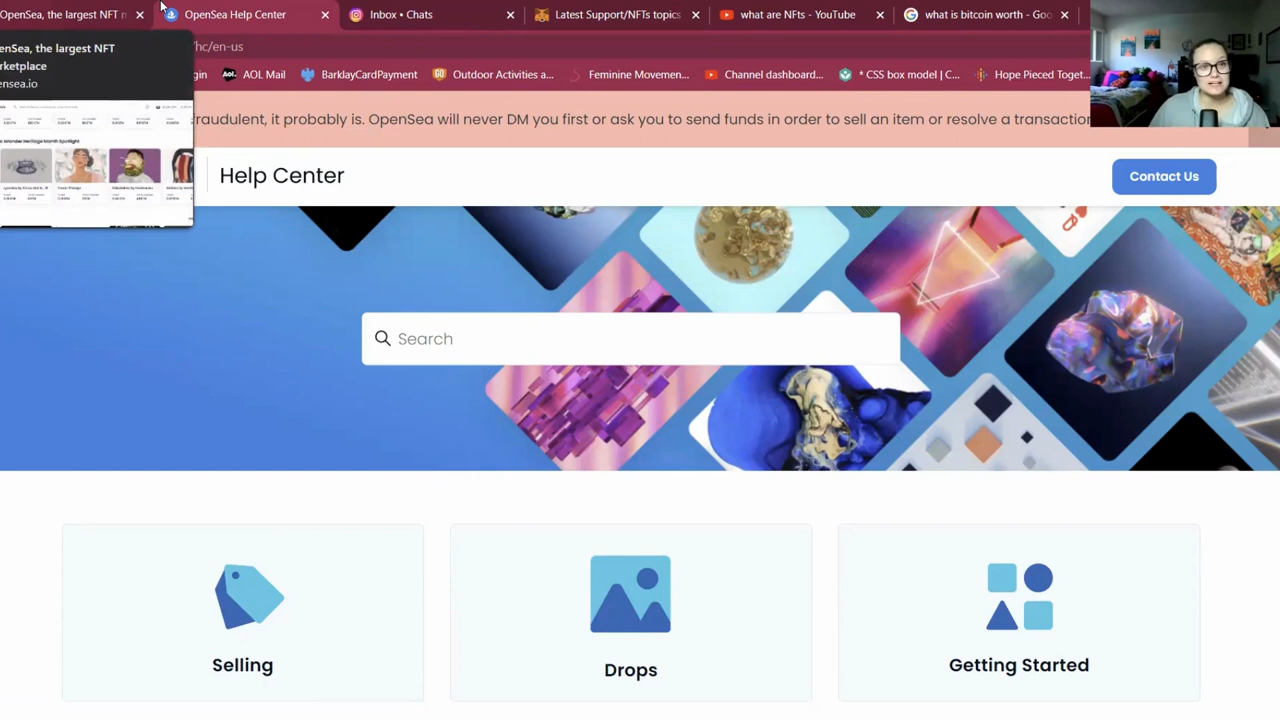 OpenSea, the largest NFT
OpenSea Help Center
Inbox • Chats
Latest Support/NFTs topics
what are NFts - YouTube
what is bitcoin worth - Goo
enSea, the largest NFT
rketplace
ensea.io
/hc/en-us
gin
Aol.
AOL Mail
BarklayCardPayment
Outdoor Activities a...
Feminine Movemen...
Channel dashboard...
* CSS box model | C...
Hope Pieced Toget...
raudulent, it probably is. OpenSea will never DM you first or ask you to send funds in order to sell an item or resolve a transaction
Help Center
Contact Us
Search
Selling
Drops
Getting Started